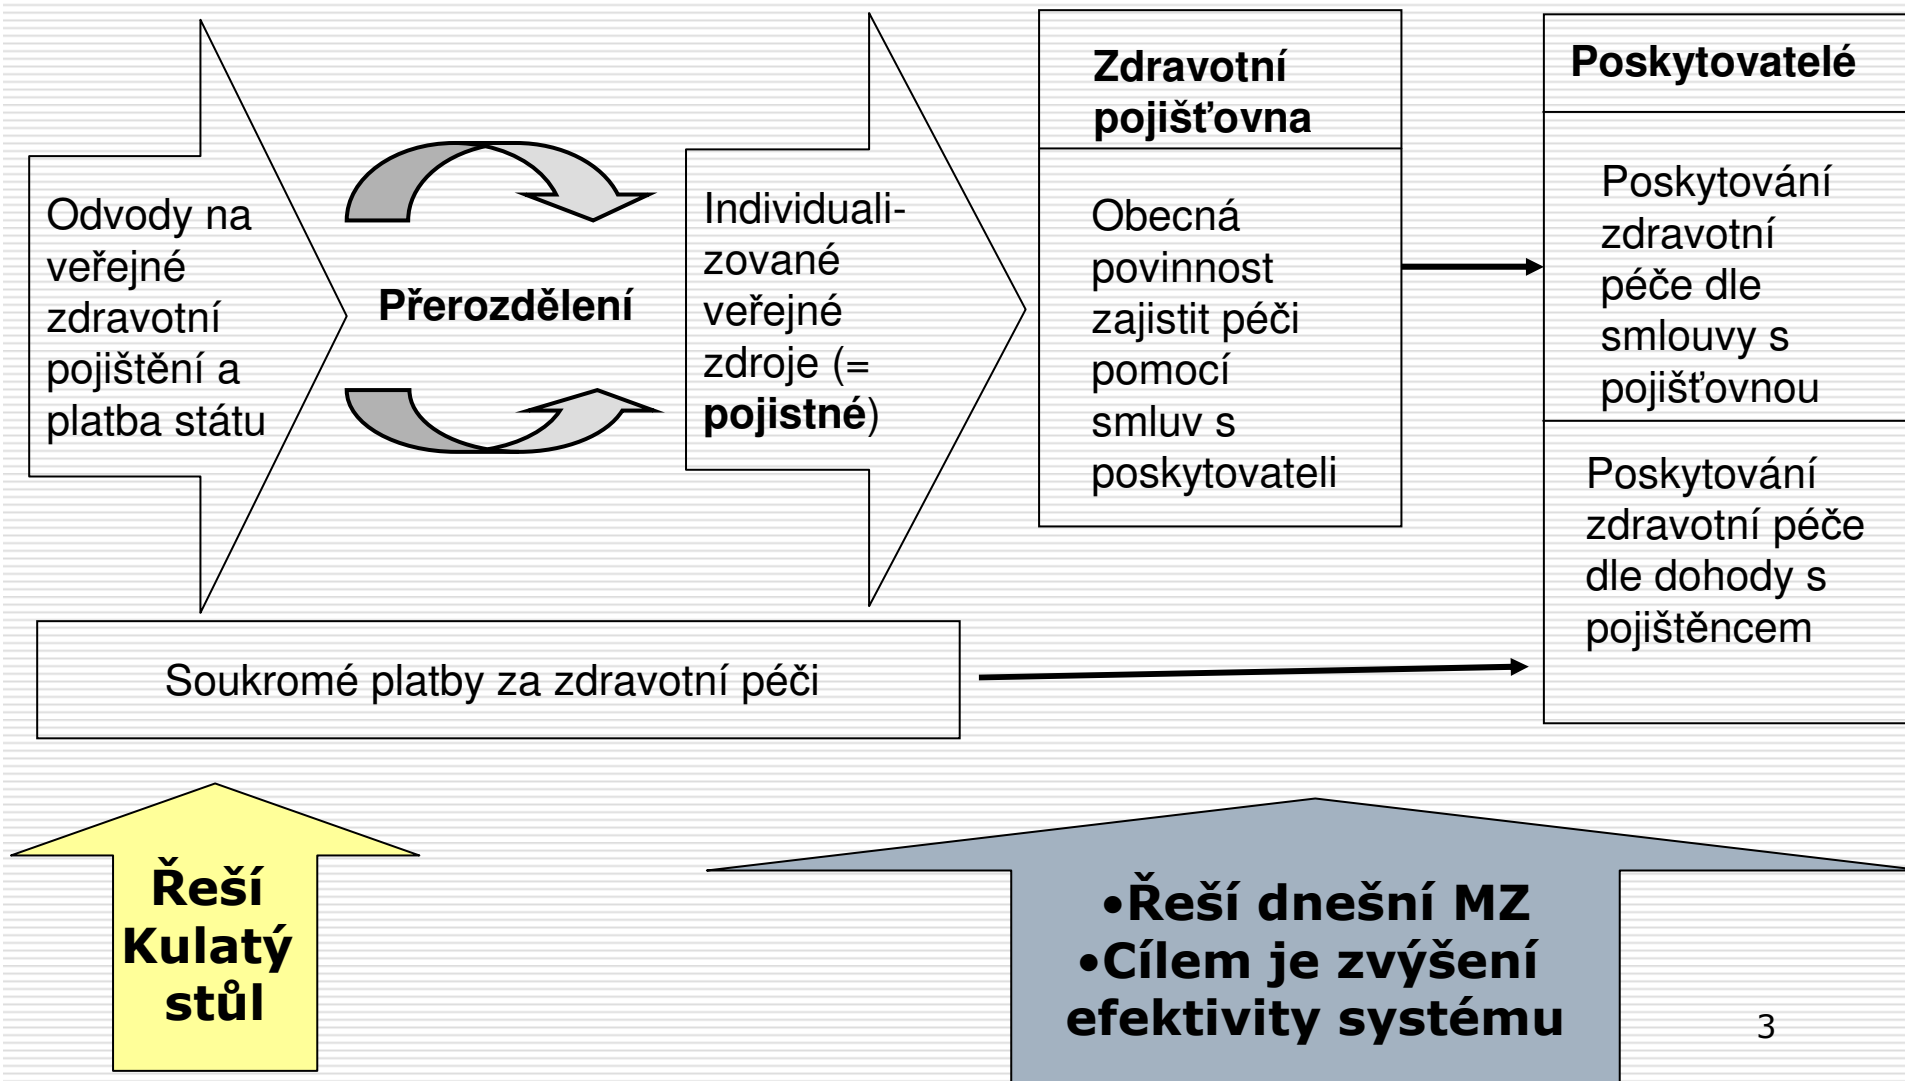 Odvody na
veřejné
zdravotní
pojištění a
platba státu
Přerozdělení
Individuali-
zované
veřejné
zdroje (=
pojistné)
Zdravotní
pojišťovna
Obecná
povinnost
zajistit péči
pomocí
smluv s
poskytovateli
Poskytovatelé
Poskytování
zdravotní
péče dle
smlouvy s
pojišťovnou
Poskytování
zdravotní péče
dle dohody s
pojištěncem
Soukromé platby za zdravotní péči
Řeší
Kulatý
stůl
•Řeší dnešní MZ
•Cílem je zvýšení
efektivity systému
3